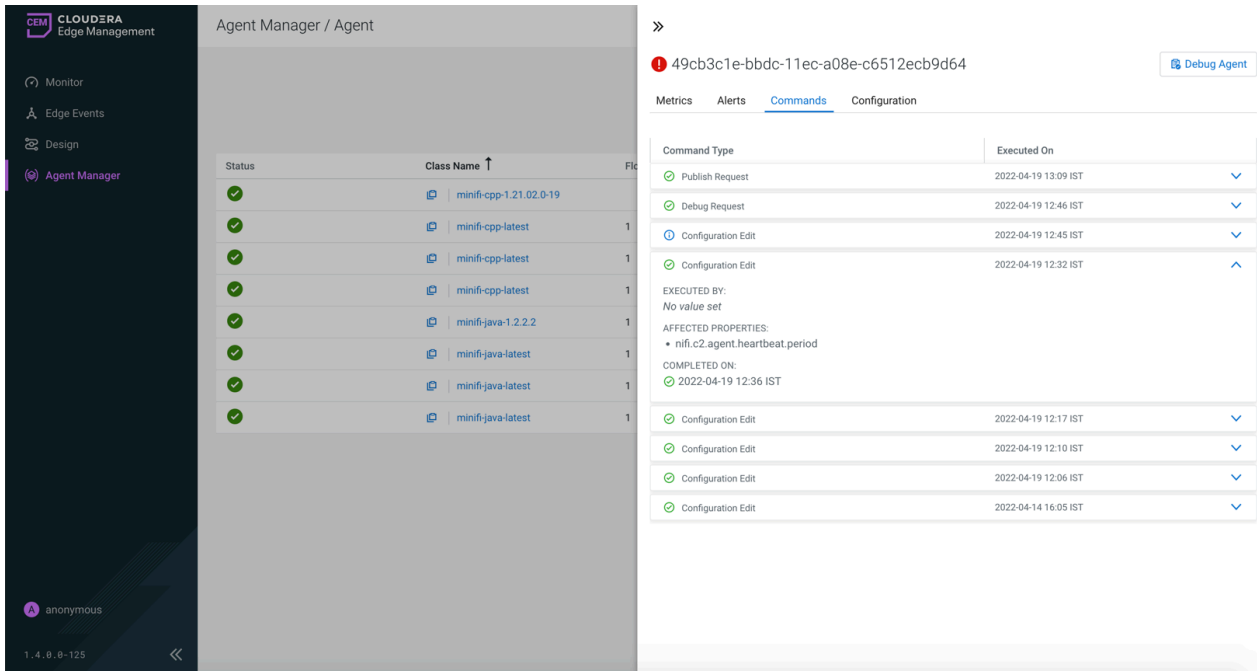 CEM CLOUDERA
Edge Management
Monitor
Edge Events
Design
Agent Manager
A anonymous
1.4.0.0-125
Agent Manager / Agent
Status Class Name Flo
minifi-cpp-1.21.02.0-19
minifi-cpp-latest 1
minifi-cpp-latest 1
minifi-cpp-latest 1
minifi-java-1.2.2.2 1
minifi-java-latest 1
minifi-java-latest 1
minifi-java-latest 1
49cb3c1e-bbdc-11ec-a08e-c6512ecb9d64
Debug Agent
Metrics Alerts Commands Configuration
Command Type Executed On
Publish Request 2022-04-19 13:09 IST
Debug Request 2022-04-19 12:46 IST
Configuration Edit 2022-04-19 12:45 IST
Configuration Edit 2022-04-19 12:32 IST
EXECUTED BY:
No value set
AFFECTED PROPERTIES:
• nifi.c2.agent.heartbeat.period
COMPLETED ON:
2022-04-19 12:36 IST
Configuration Edit 2022-04-19 12:17 IST
Configuration Edit 2022-04-19 12:10 IST
Configuration Edit 2022-04-19 12:06 IST
Configuration Edit 2022-04-14 16:05 IST